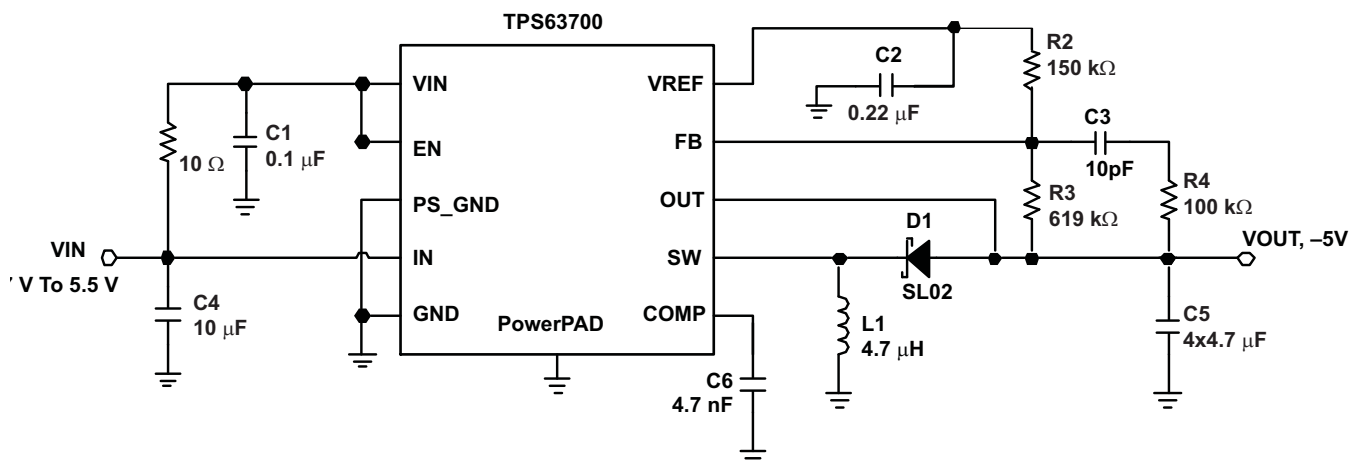 TPS63700
VIN
EN
PS_GND
IN
GND
PowerPAD
VREF
FB
OUT
SW
COMP
10 Ω
C1
0.1 μF
VIN
V To 5.5 V
C4
10 μF
C2
0.22 μF
R2
150 kΩ
C3
10pF
R3
619 kΩ
R4
100 kΩ
D1
SL02
VOUT, –5V
L1
4.7 μH
C5
4x4.7 μF
C6
4.7 nF